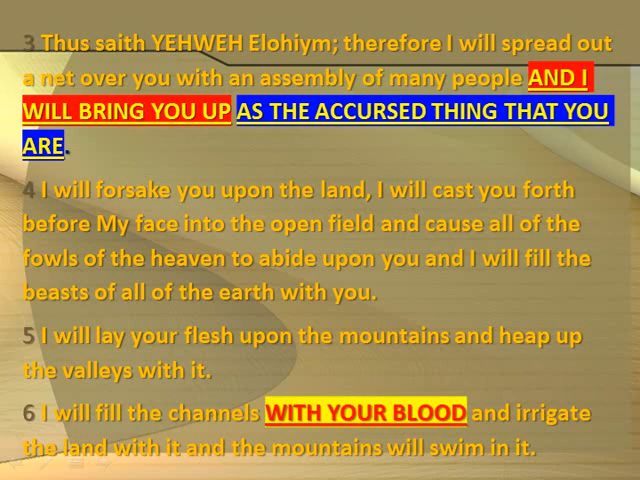 3 Thus saith YEHWEH Elohiym; therefore I will spread out
a net over you with an assembly of many people AND I
WILL BRING YOU UP AS THE ACCURSED THING THAT YOU
ARE.
4 I will forsake you upon the land, I will cast you forth
before My face into the open field and cause all of the
fowls of the heaven to abide upon you and I will fill the
beasts of all of the earth with you.
5 I will lay your flesh upon the mountains and heap up
the valleys with it.
6 I will fill the channels WITH YOUR BLOOD and irrigate
the land with it and the mountains will swim in it.